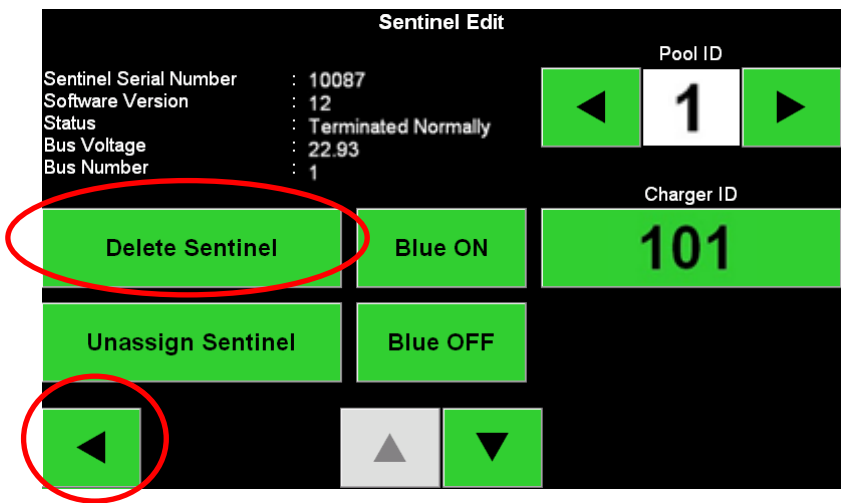 Sentinel Edit
Pool ID
Sentinel Serial Number : 10087
Software Version : 12
Status : Terminated Normally
Bus Voltage : 22.93
Bus Number : 1
1
Charger ID
Delete Sentinel
Blue ON
101
Unassign Sentinel
Blue OFF